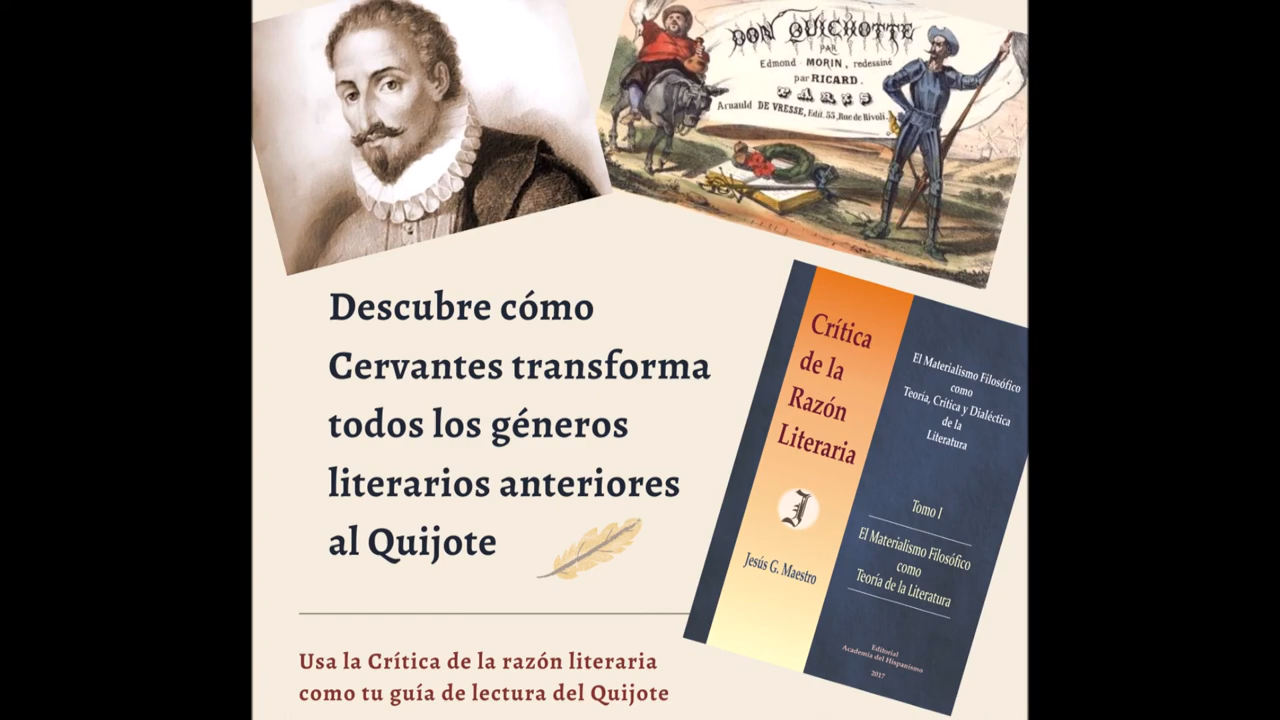 DON QUICHOTTE
PAR
Edmond MORIN, redessiné
par RICARD.
PARIS
Arnauld DE VRESSE, Edit. 55, Rue de Rivoli.
Descubre cómo
Cervantes transforma
todos los géneros
literarios anteriores
al Quijote
Usa la Crítica de la razón literaria
como tu guía de lectura del Quijote
Crítica
de la
Razón
Literaria
J
Jesús G. Maestro
El Materialismo Filosófico
como
Teoría, Crítica y Dialéctica
de la
Literatura
Tomo I
El Materialismo Filosófico
como
Teoría de la Literatura
Editorial
Academia del Hispanismo
2017